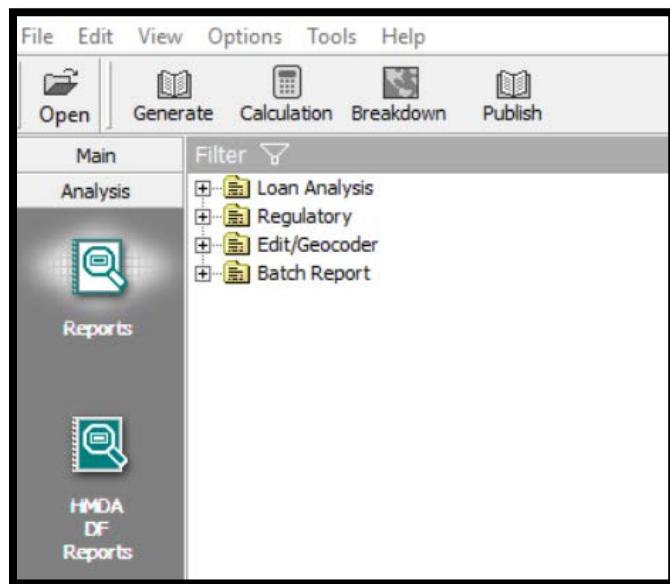 File Edit View Options Tools Help
Open Generate Calculation Breakdown Publish
Main
Analysis
Reports
HMDA
DF
Reports
Filter
Loan Analysis
Regulatory
Edit/Geocoder
Batch Report